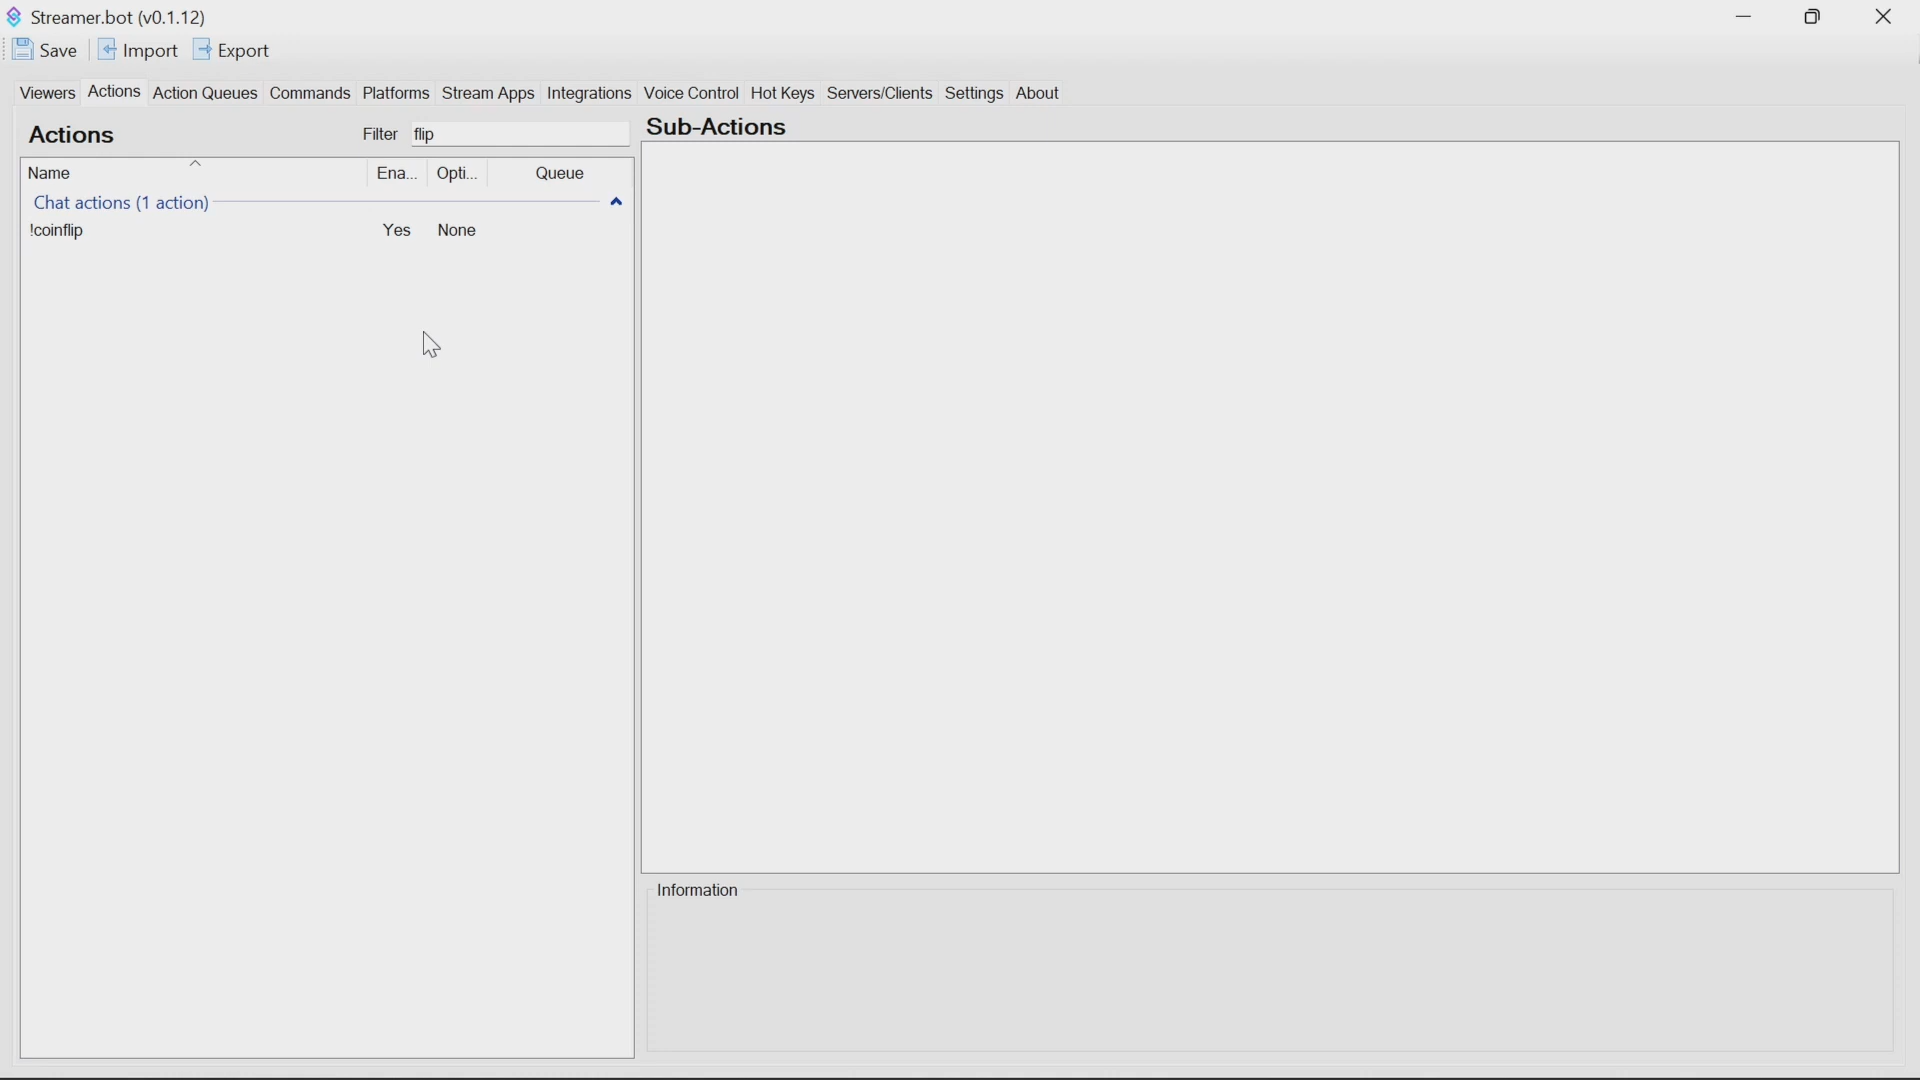 Streamer.bot (v0.1.12)
Save Import Export
Viewers Actions Action Queues Commands Platforms Stream Apps Integrations Voice Control Hot Keys Servers/Clients Settings About
Actions Filter flip Sub-Actions
Name Ena... Opti... Queue
Chat actions (1 action)
!coinflip Yes None
Information